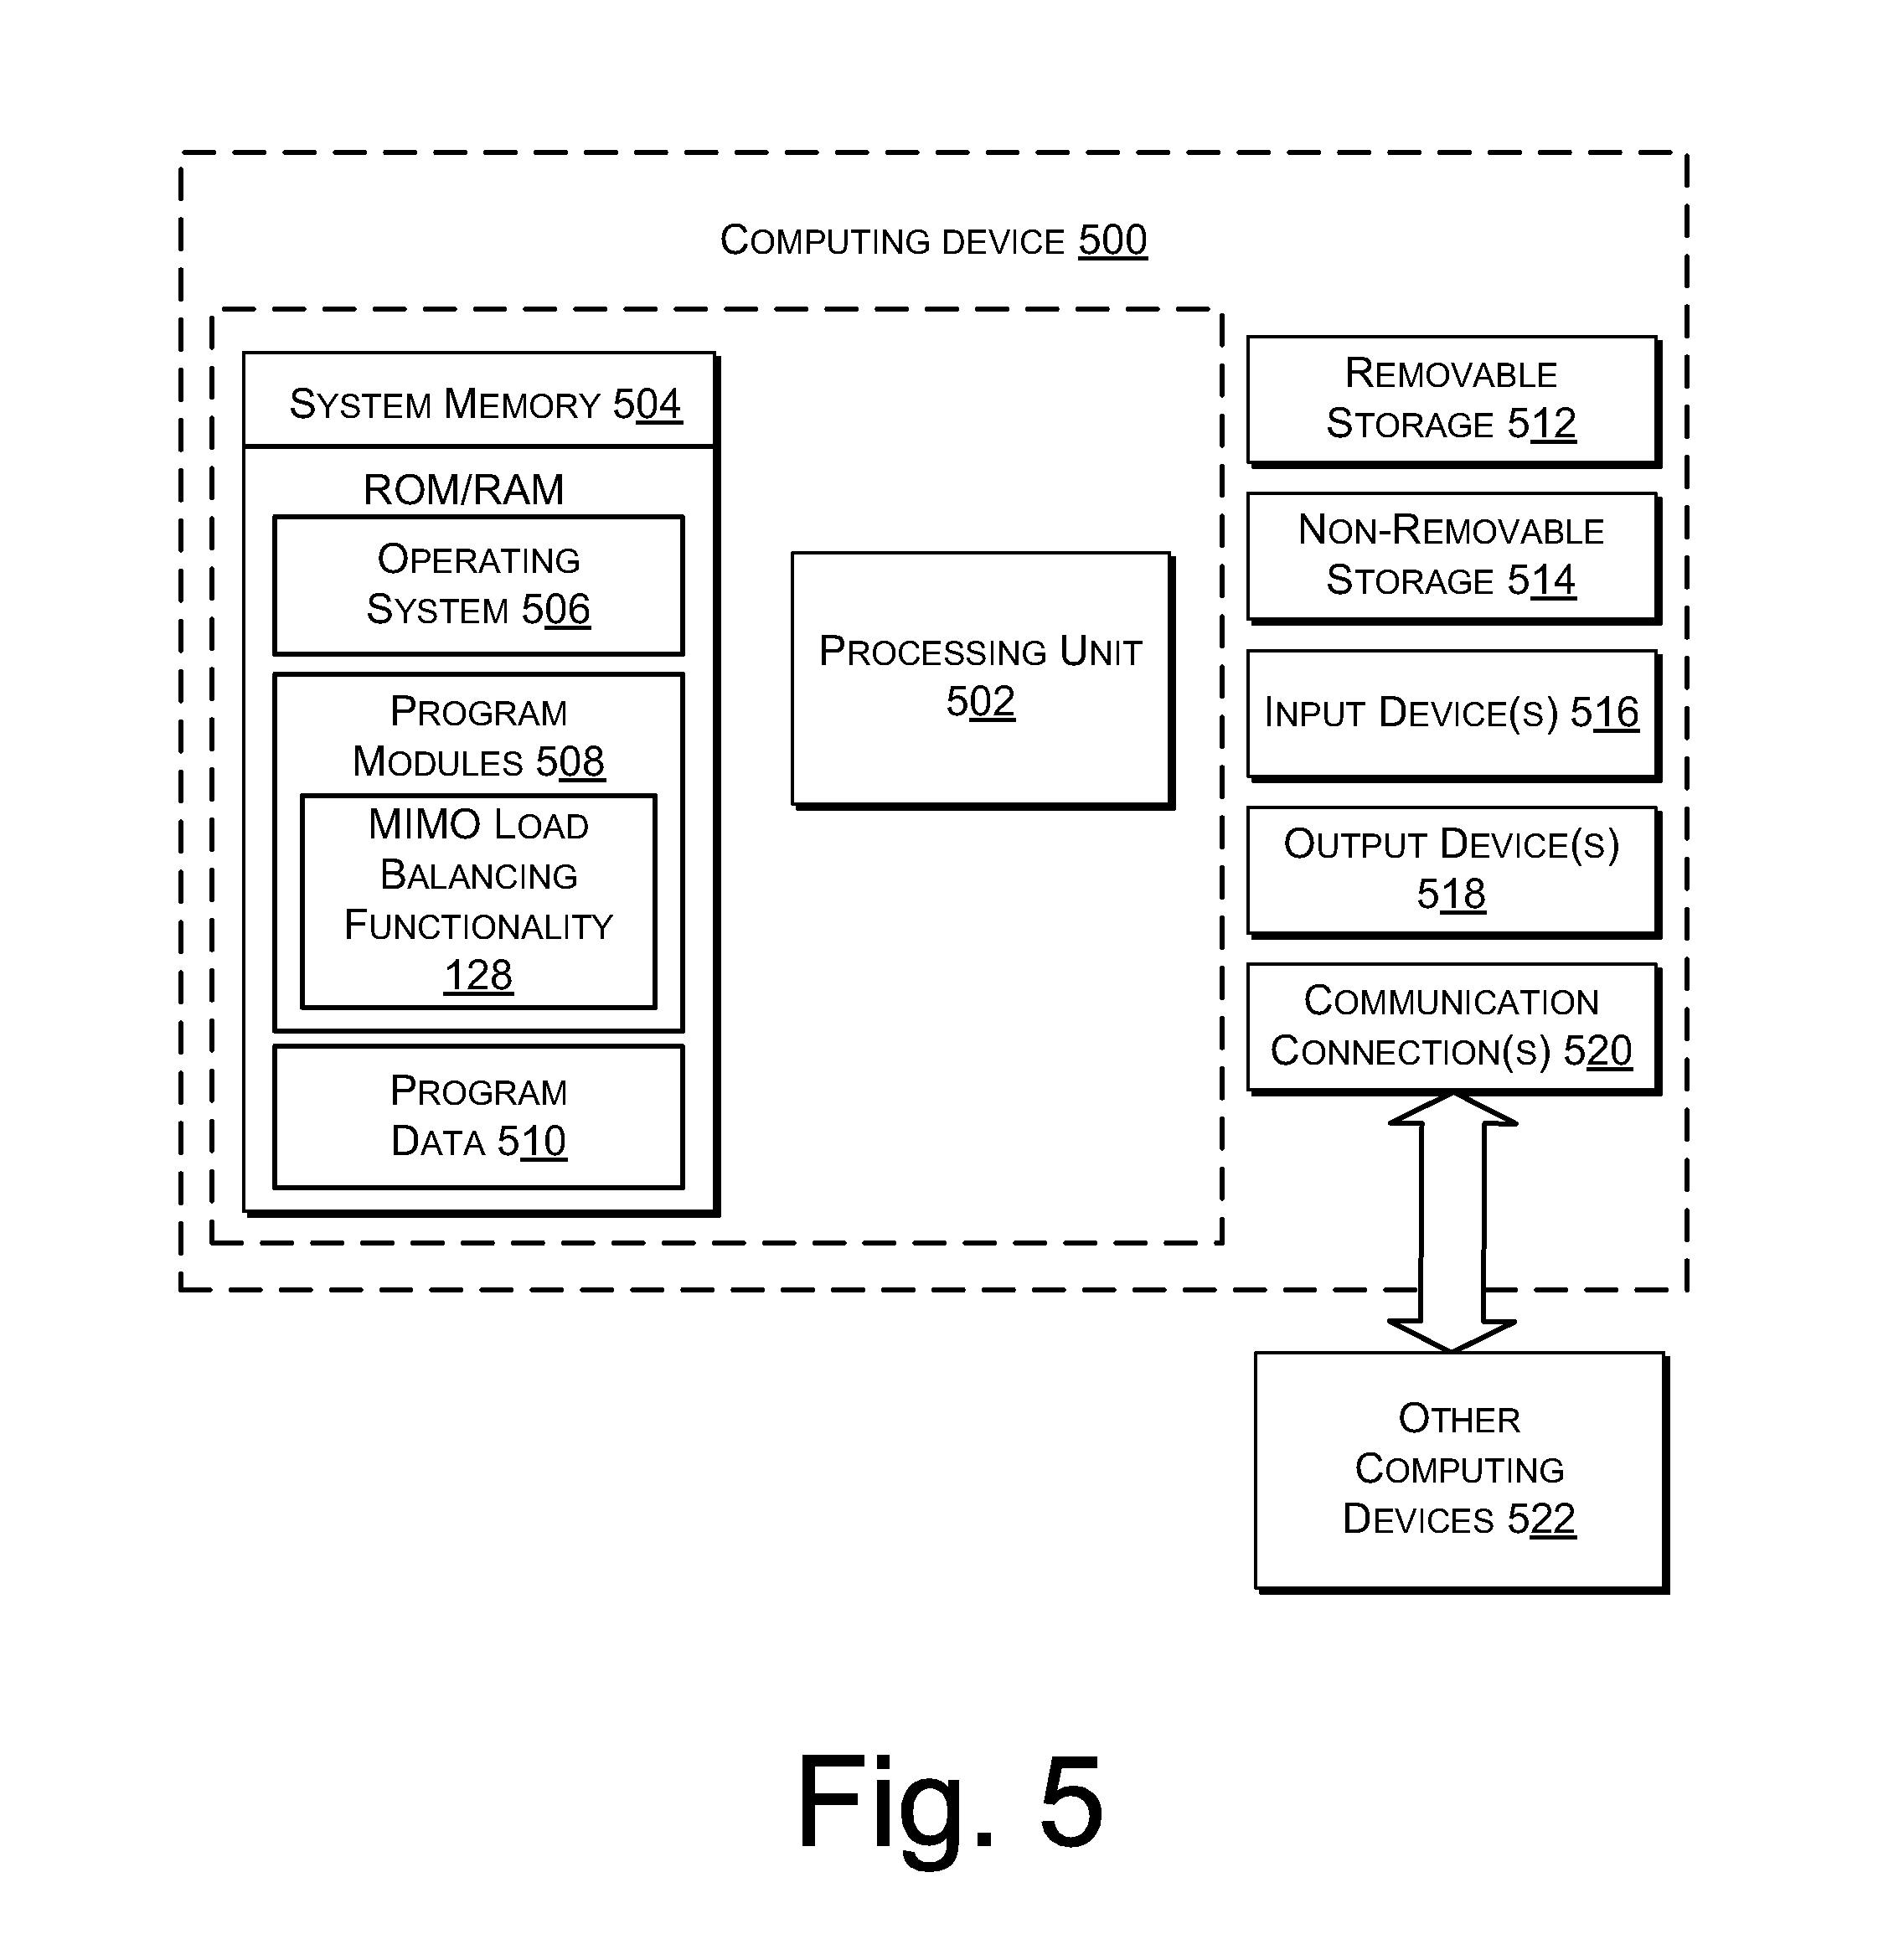 COMPUTING DEVICE 500
SYSTEM MEMORY 504
ROM/RAM
OPERATING
SYSTEM 506
PROGRAM
MODULES 508
MIMO LOAD
BALANCING
FUNCTIONALITY
128
PROGRAM
DATA 510
PROCESSING UNIT
502
REMOVABLE
STORAGE 512
NON-REMOVABLE
STORAGE 514
INPUT DEVICE(S) 516
OUTPUT DEVICE(S)
518
COMMUNICATION
CONNECTION(S) 520
OTHER
COMPUTING
DEVICES 522
Fig. 5